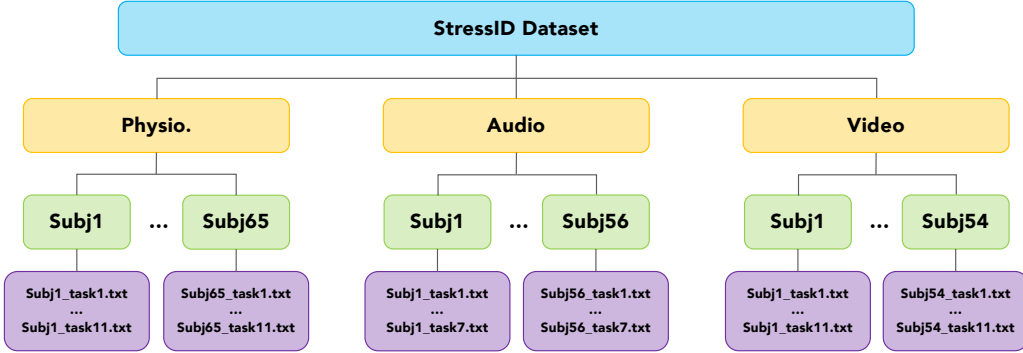 StressID Dataset
Physio.
Audio
Video
Subj1
...
Subj65
Subj1
...
Subj56
Subj1
...
Subj54
Subj1_task1.txt
...
Subj1_task11.txt
Subj65_task1.txt
...
Subj65_task11.txt
Subj1_task1.txt
...
Subj1_task7.txt
Subj56_task1.txt
...
Subj56_task7.txt
Subj1_task1.txt
...
Subj1_task11.txt
Subj54_task1.txt
...
Subj54_task11.txt